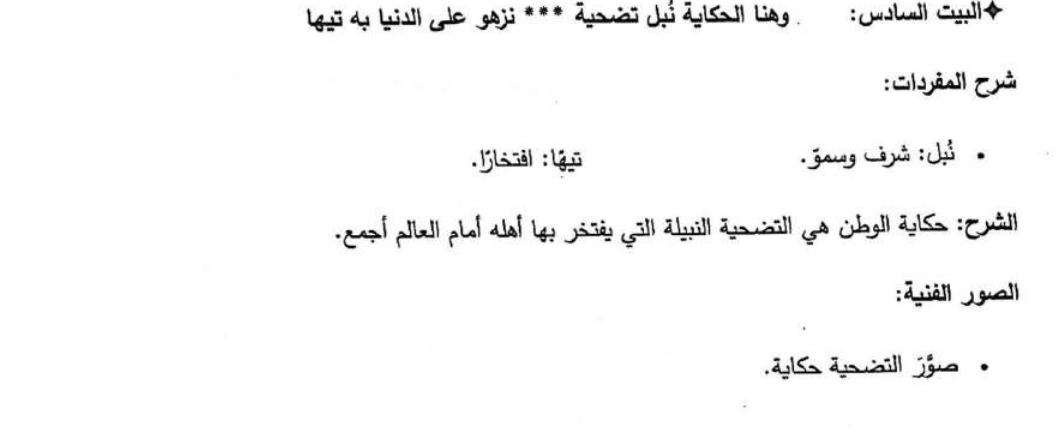 ✧البيت السادس: وهنا الحكاية نُبل تضحية *** نزهو على الدنيا به تيها
شرح المفردات:
• نُبل: شرف وسموّ. تيهًا: افتخارًا.
الشرح: حكاية الوطن هي التضحية النبيلة التي يفتخر بها أهله أمام العالم أجمع.
الصور الفنية:
• صوَّرَ التضحية حكاية.